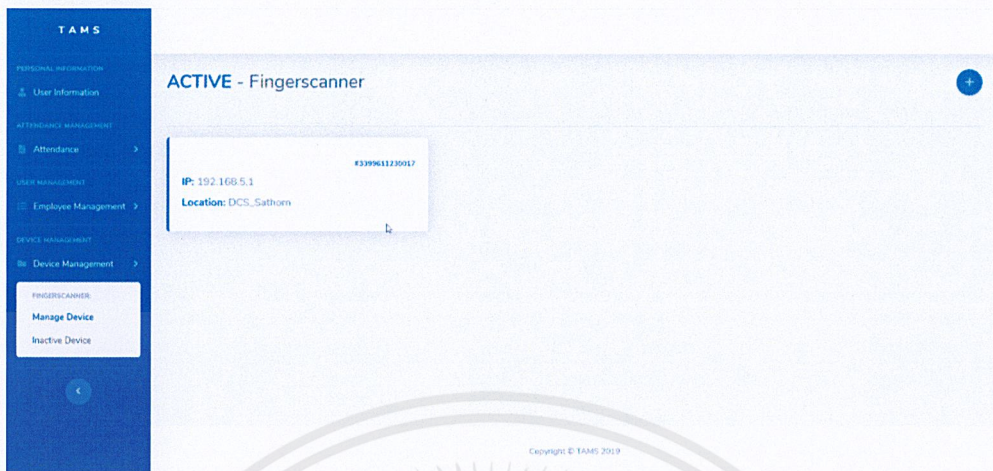 TAMS
PERSONAL INFORMATION
User Information
ATTENDANCE MANAGEMENT
Attendance
USER MANAGEMENT
Employee Management
DEVICE MANAGEMENT
Device Management
FINGERSCANNER:
Manage Device
Inactive Device
ACTIVE - Fingerscanner
#3399611230017
IP: 192.168.5.1
Location: DCS_Sathorn
Copyright © TAMS 2019